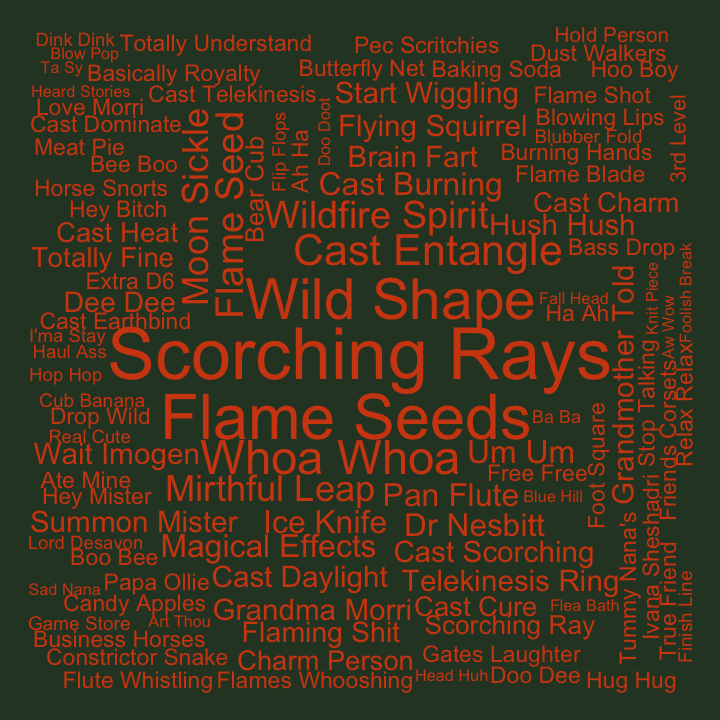 Dink Dink
Totally Understand
Pec Scritchies
Hold Person
Blow Pop
Dust Walkers
Ta Sy
Basically Royalty
Butterfly Net
Baking Soda
Hoo Boy
Heard Stories
Cast Telekinesis
Start Wiggling
Flame Shot
Love Morri
Doo Doot
3rd Level
Cast Dominate
Moon Sickle
Flame Seed
Flip Flops
Flying Squirrel
Blowing Lips
Blubber Fold
Meat Pie
Bear Cub
Ah Ha
Brain Fart
Burning Hands
Bee Boo
Cast Burning
Flame Blade
Horse Snorts
Cast Charm
Hey Bitch
Wildfire Spirit
Hush Hush
Cast Heat
Cast Entangle
Bass Drop
Totally Fine
Extra D6
Wild Shape
Fall Head
Dee Dee
Ha Ah
Grandmother Told
Knit Piece
Foolish Break
Cast Earthbind
Aw Wow
I'ma Stay
Scorching Rays
Stop Talking
Haul Ass
Relax Relax
Hop Hop
Friends Corsets
Cub Banana
Flame Seeds
Drop Wild
Ba Ba
Real Cute
Foot Square
Wait Imogen
Whoa Whoa
Um Um
Ate Mine
Free Free
Hey Mister
Mirthful Leap
Pan Flute
Blue Hill
Ivana Sheshadri
Summon Mister
Ice Knife
Dr Nesbitt
Tummy Nana's
Lord Desavon
Magical Effects
Cast Scorching
True Friend
Boo Bee
Sad Nana
Papa Ollie
Cast Daylight
Telekinesis Ring
Finish Line
Candy Apples
Grandma Morri
Cast Cure
Flea Bath
Game Store
Art Thou
Business Horses
Flaming Shit
Scorching Ray
Constrictor Snake
Charm Person
Gates Laughter
Flute Whistling
Flames Whooshing
Head Huh
Doo Dee
Hug Hug